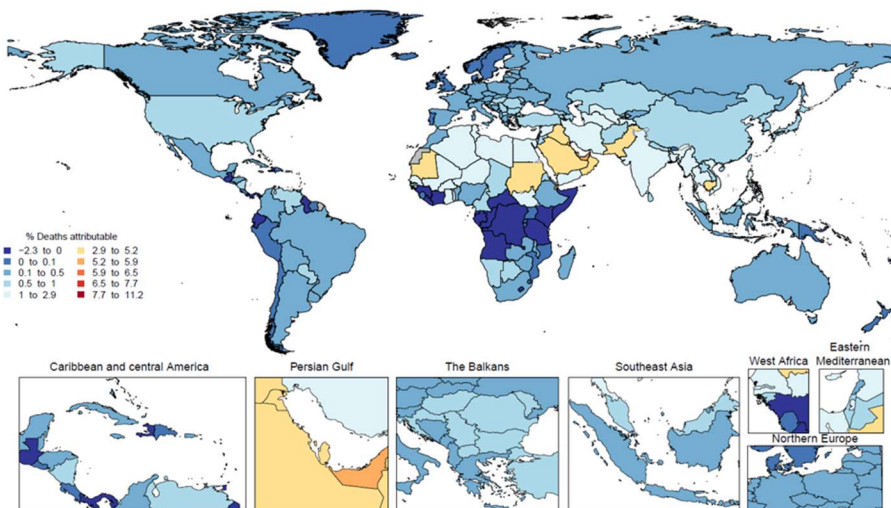 % Deaths attributable
−2.3 to 0
0 to 0.1
0.1 to 0.5
0.5 to 1
1 to 2.9
2.9 to 5.2
5.2 to 5.9
5.9 to 6.5
6.5 to 7.7
7.7 to 11.2
Caribbean and central America
Persian Gulf
The Balkans
Southeast Asia
West Africa
Eastern
Mediterranean
Northern Europe